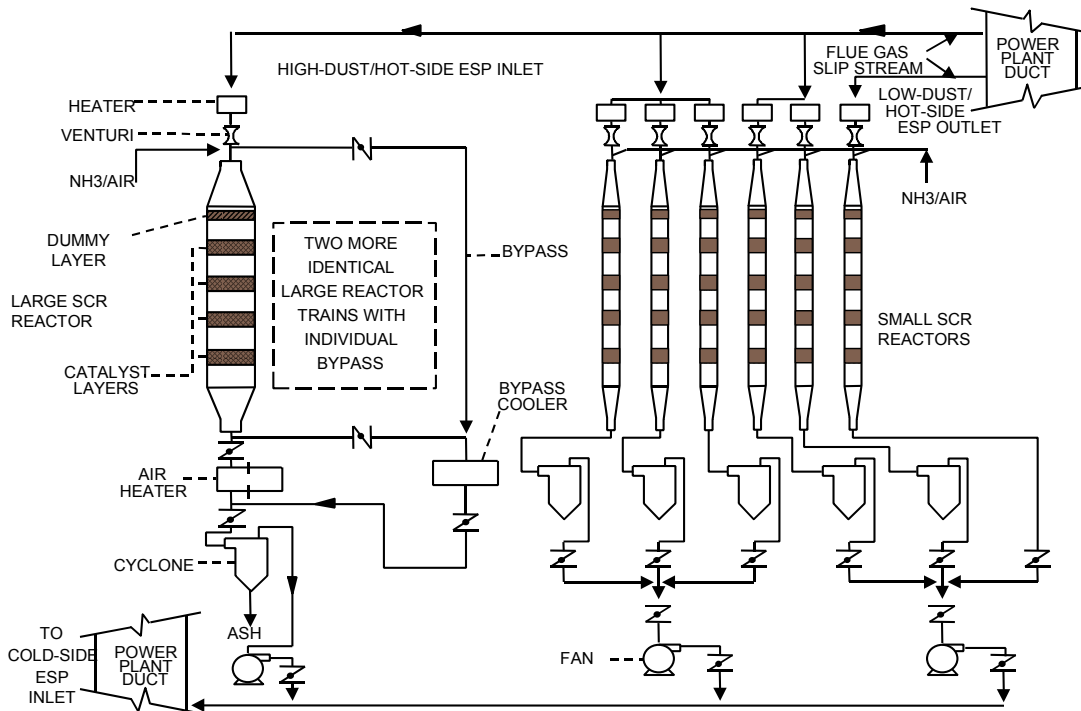 POWER
PLANT
DUCT
FLUE GAS
SLIP STREAM
HIGH-DUST/HOT-SIDE ESP INLET
LOW-DUST/
HOT-SIDE
ESP OUTLET
HEATER
VENTURI
NH3/AIR
NH3/AIR
DUMMY
LAYER
LARGE SCR
REACTOR
CATALYST
LAYERS
TWO MORE
IDENTICAL
LARGE REACTOR
TRAINS WITH
INDIVIDUAL
BYPASS
BYPASS
SMALL SCR
REACTORS
BYPASS
COOLER
AIR
HEATER
CYCLONE
ASH
TO
COLD-SIDE
ESP
INLET
POWER
PLANT
DUCT
FAN